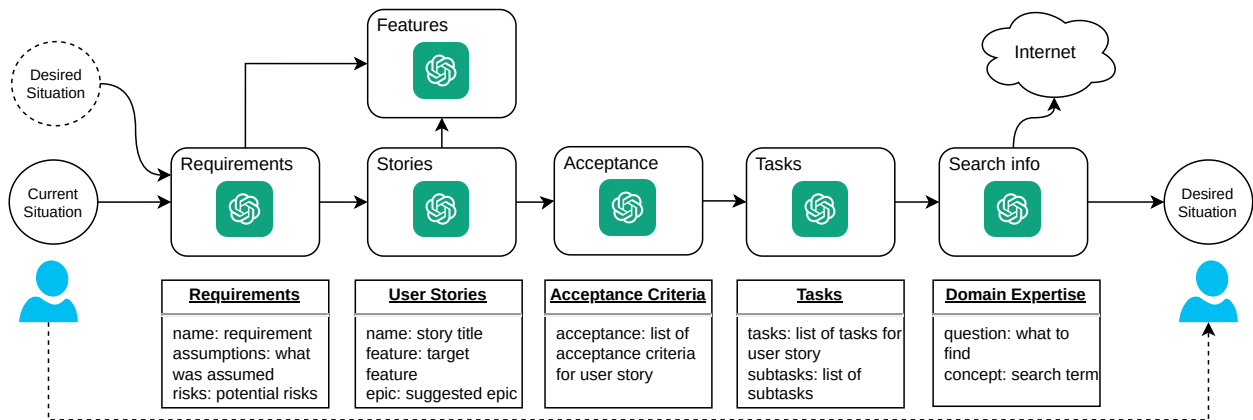 Features
Internet
Desired
Situation
Requirements
Stories
Acceptance
Tasks
Search info
Current
Situation
Desired
Situation
Requirements
name: requirement
assumptions: what
was assumed
risks: potential risks
User Stories
name: story title
feature: target
feature
epic: suggested epic
Acceptance Criteria
acceptance: list of
acceptance criteria
for user story
Tasks
tasks: list of tasks for
user story
subtasks: list of
subtasks
Domain Expertise
question: what to
find
concept: search term